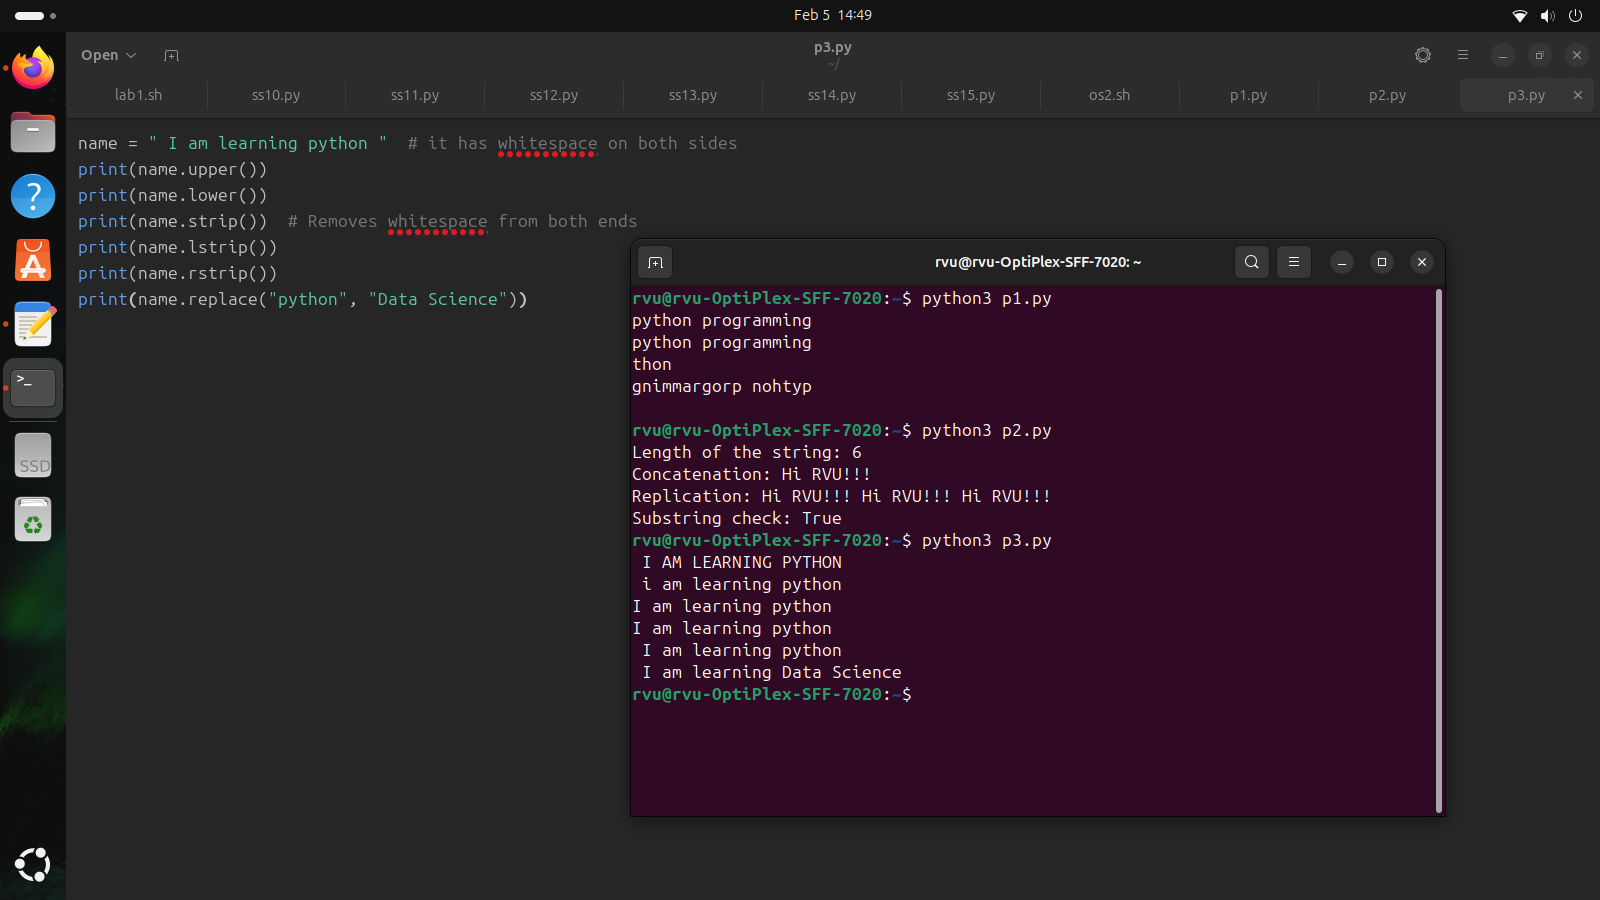 Feb 5 14:49
Open
p3.py
~/
lab1.sh ss10.py ss11.py ss12.py ss13.py ss14.py ss15.py os2.sh p1.py p2.py p3.py
name = " I am learning python "  # it has whitespace on both sides
print(name.upper())
print(name.lower())
print(name.strip())  # Removes whitespace from both ends
print(name.lstrip())
print(name.rstrip())
print(name.replace("python", "Data Science"))
rvu@rvu-OptiPlex-SFF-7020: ~
rvu@rvu-OptiPlex-SFF-7020:~$ python3 p1.py
python programming
python programming
thon
gnimmargorp nohtyp
rvu@rvu-OptiPlex-SFF-7020:~$ python3 p2.py
Length of the string: 6
Concatenation: Hi RVU!!!
Replication: Hi RVU!!! Hi RVU!!! Hi RVU!!!
Substring check: True
rvu@rvu-OptiPlex-SFF-7020:~$ python3 p3.py
 I AM LEARNING PYTHON
 i am learning python
I am learning python
I am learning python
 I am learning python
 I am learning Data Science
rvu@rvu-OptiPlex-SFF-7020:~$
?
>_
SSD